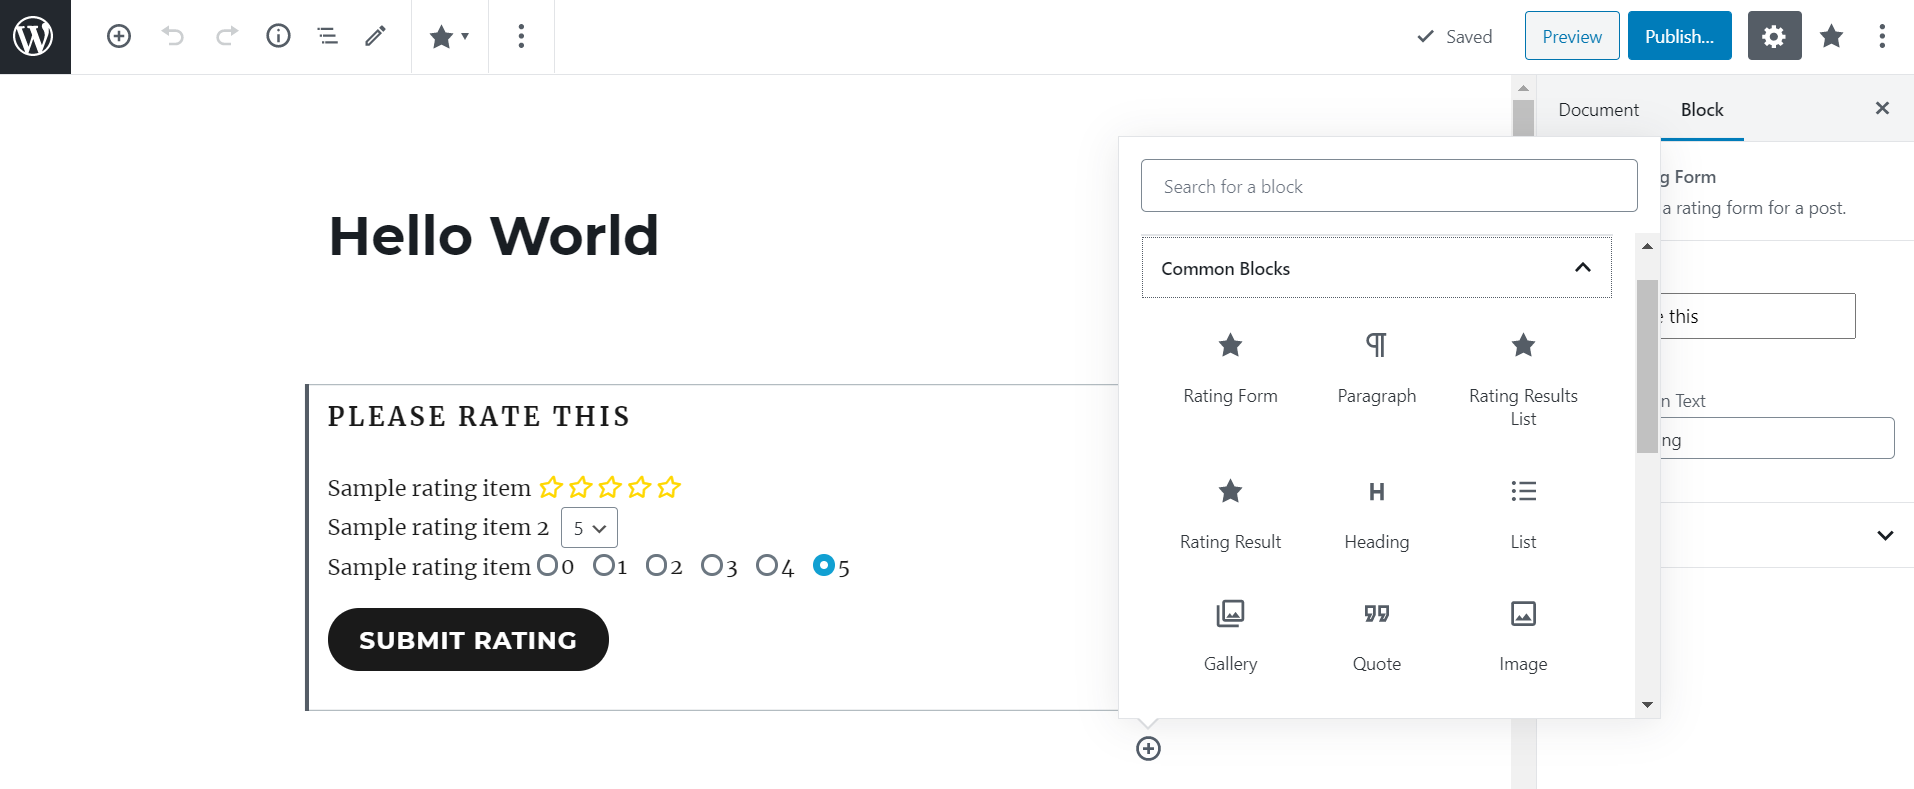 Saved
Preview
Publish...
Document
Block
Hello World
PLEASE RATE THIS
Sample rating item
Sample rating item 2 5
Sample rating item 0 1 2 3 4 5
SUBMIT RATING
Search for a block
Common Blocks
Rating Form
Paragraph
Rating Results
List
Rating Result
Heading
List
Gallery
Quote
Image
Form
a rating form for a post.
this
Text